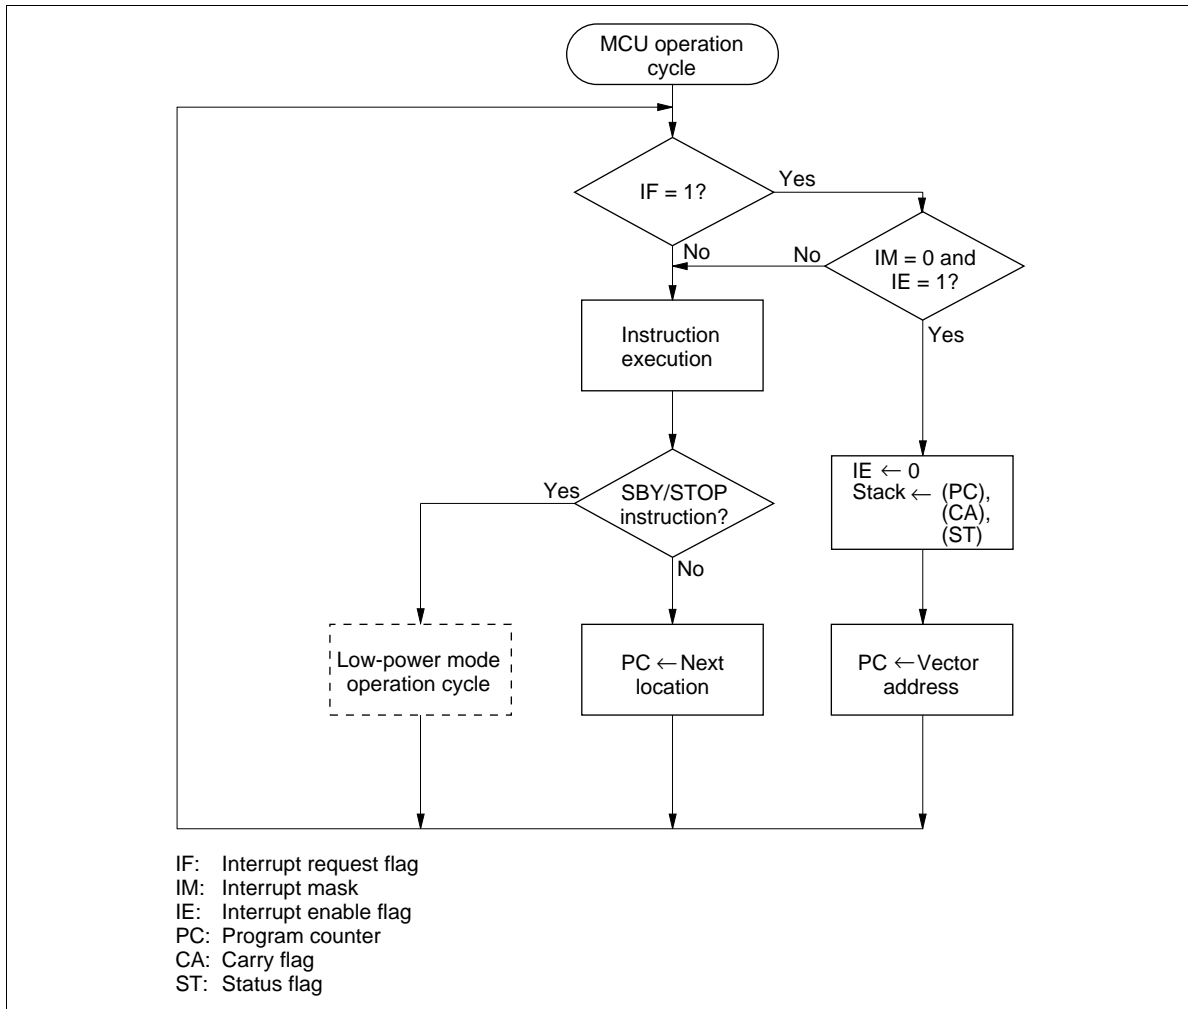 MCU operation
cycle
IF = 1?
Yes
No
No
IM = 0 and
IE = 1?
Yes
Instruction
execution
IE ← 0
Stack ← (PC),
(CA),
(ST)
Yes
SBY/STOP
instruction?
No
Low-power mode
operation cycle
PC ← Next
location
PC ← Vector
address
IF: Interrupt request flag
IM: Interrupt mask
IE: Interrupt enable flag
PC: Program counter
CA: Carry flag
ST: Status flag